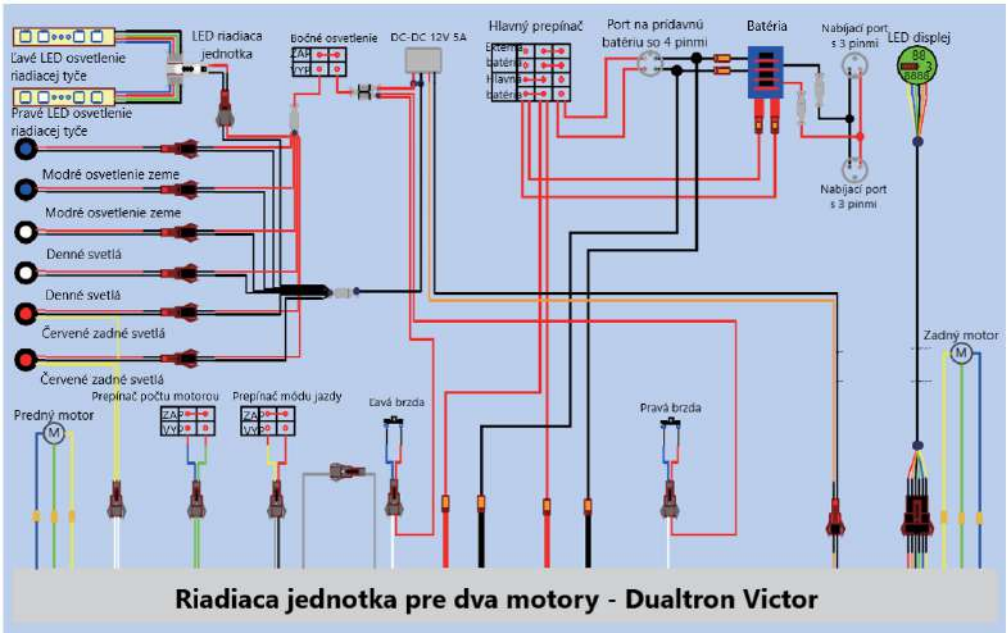 LED riadiaca
jednotka
Bočné osvetlenie
ZAP
VYP
DC-DC 12V 5A
Hlavný prepínač
Externá
batéria
Hlavná
batéria
Port na prídavnú
batériu so 4 pinmi
Batéria
Nabíjací port
s 3 pinmi
LED displej
88
3
8888
Ľavé LED osvetlenie
riadiacej tyče
Pravé LED osvetlenie
riadiacej tyče
Modré osvetlenie zeme
Modré osvetlenie zeme
Denné svetlá
Denné svetlá
Červené zadné svetlá
Červené zadné svetlá
Nabíjací port
s 3 pinmi
Zadný motor
M
Predný motor
M
Prepínač počtu motorou
ZAP
VYP
Prepínač módu jazdy
ZAP
VYP
Ľavá brzda
Pravá brzda
Riadiaca jednotka pre dva motory - Dualtron Victor